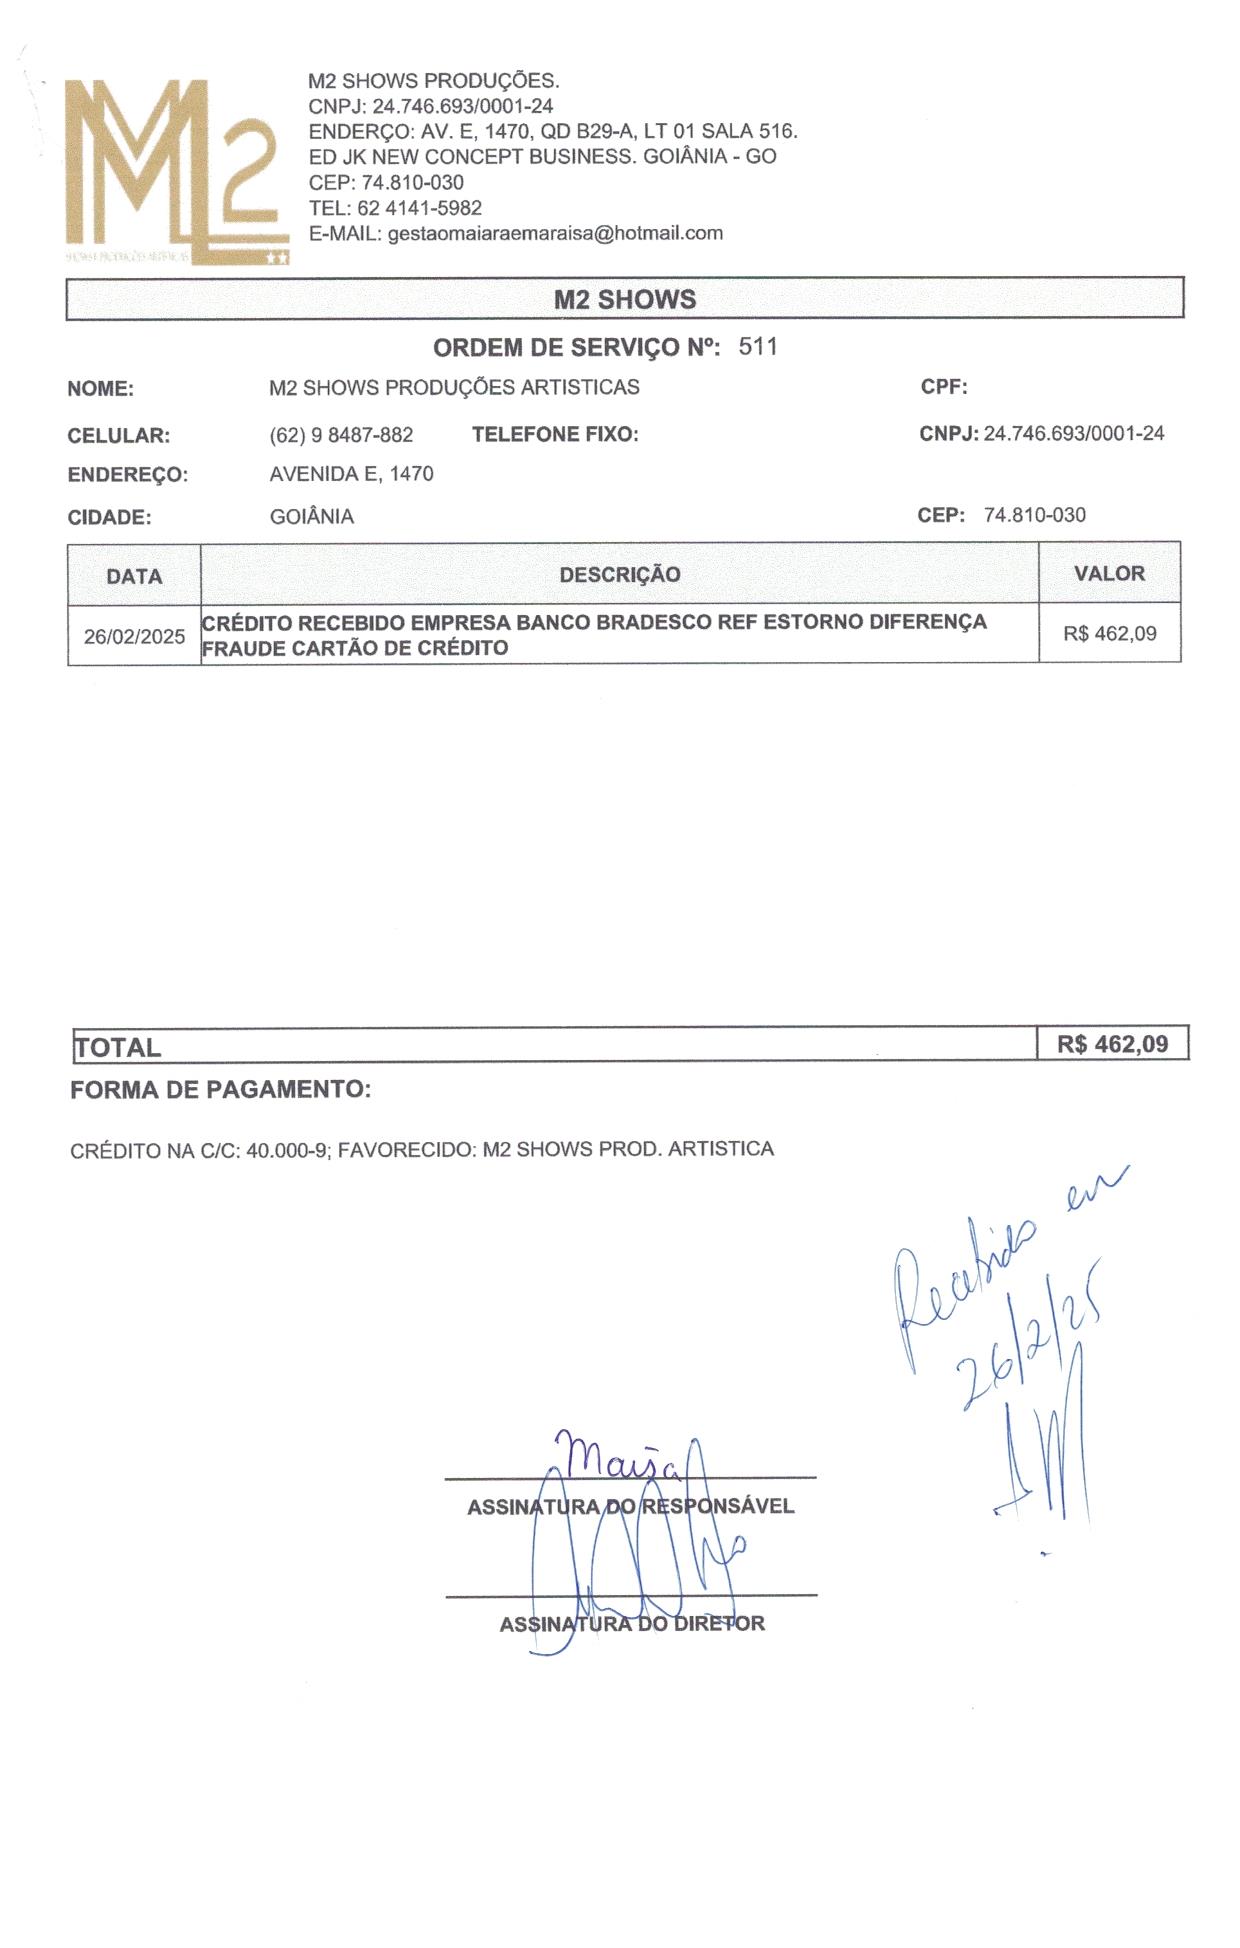 M2 SHOWS PRODUÇÕES.
CNPJ: 24.746.693/0001-24
ENDERÇO: AV. E, 1470, QD B29-A, LT 01 SALA 516.
ED JK NEW CONCEPT BUSINESS. GOIÂNIA - GO
CEP: 74.810-030
TEL: 62 4141-5982
E-MAIL: gestaomaiaraemaraisa@hotmail.com
M2
SHOWS E PRODUÇÕES ARTISTICAS
M2 SHOWS
ORDEM DE SERVIÇO Nº: 511
NOME: M2 SHOWS PRODUÇÕES ARTISTICAS CPF:
CELULAR: (62) 9 8487-882 TELEFONE FIXO: CNPJ: 24.746.693/0001-24
ENDEREÇO: AVENIDA E, 1470
CIDADE: GOIÂNIA CEP: 74.810-030
DATA DESCRIÇÃO VALOR
26/02/2025 CRÉDITO RECEBIDO EMPRESA BANCO BRADESCO REF ESTORNO DIFERENÇA R$ 462,09
FRAUDE CARTÃO DE CRÉDITO
TOTAL R$ 462,09
FORMA DE PAGAMENTO:
CRÉDITO NA C/C: 40.000-9; FAVORECIDO: M2 SHOWS PROD. ARTISTICA
Recebido em
26/2/25
Maisa
ASSINATURA DO RESPONSÁVEL
ASSINATURA DO DIRETOR